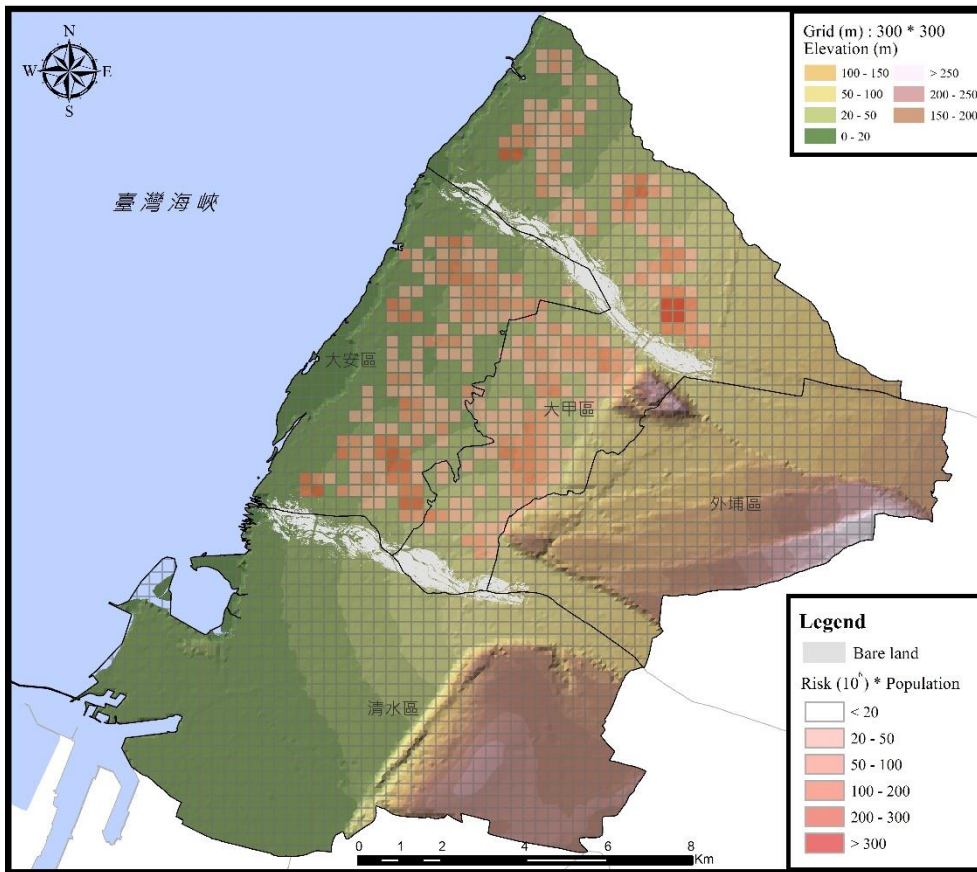 N
W E
S
Grid (m) : 300 * 300
Elevation (m)
100 - 150
> 250
50 - 100
200 - 250
20 - 50
150 - 200
0 - 20
臺灣海峽
大安區
大甲區
外埔區
清水區
Legend
Bare land
Risk (10⁶) * Population
< 20
20 - 50
50 - 100
100 - 200
200 - 300
> 300
0 1 2 4 6 8
Km